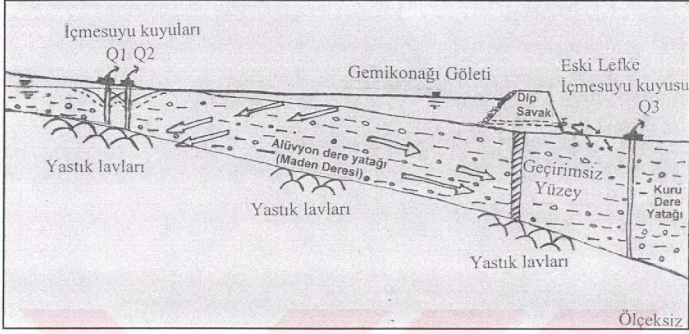 İçmesuyu kuyuları
Q1 Q2
Gemikonağı Göleti
Dip
Savak
Eski Lefke
İçmesuyu kuyusu
Q3
Yastık lavları
Alüvyon dere yatağı
(Maden Deresi)
Geçirimsiz
Yüzey
Kuru
Dere
Yatağı
Yastık lavları
Yastık lavları
Ölçeksiz